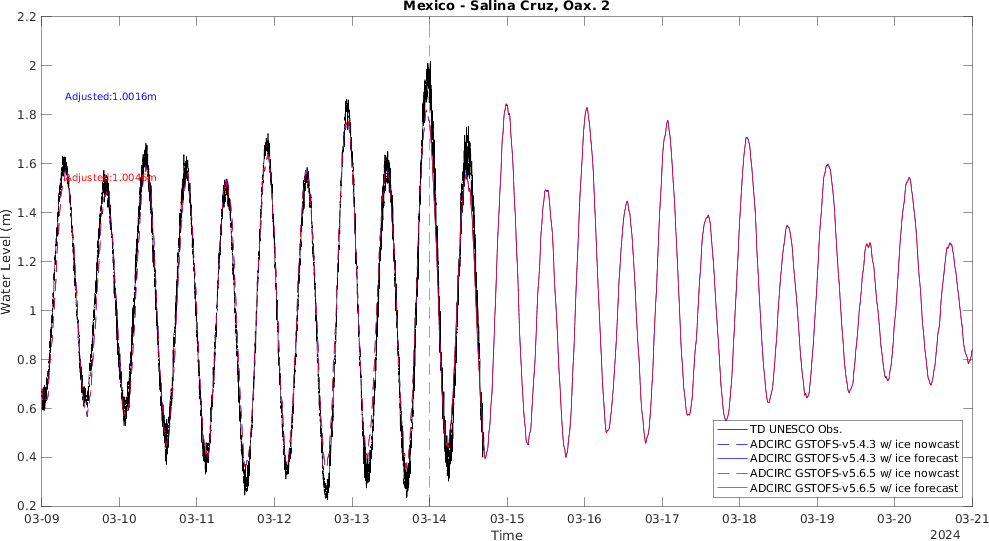 Mexico - Salina Cruz, Oax. 2
2.2
2
1.8
1.6
1.4
1.2
1
0.8
0.6
0.4
0.2
Water Level (m)
Adjusted:1.0016m
Adjusted:1.0046m
TD UNESCO Obs.
ADCIRC GSTOFS-v5.4.3 w/ ice nowcast
ADCIRC GSTOFS-v5.4.3 w/ ice forecast
ADCIRC GSTOFS-v5.6.5 w/ ice nowcast
ADCIRC GSTOFS-v5.6.5 w/ ice forecast
03-09 03-10 03-11 03-12 03-13 03-14 03-15 03-16 03-17 03-18 03-19 03-20 03-21
Time
2024